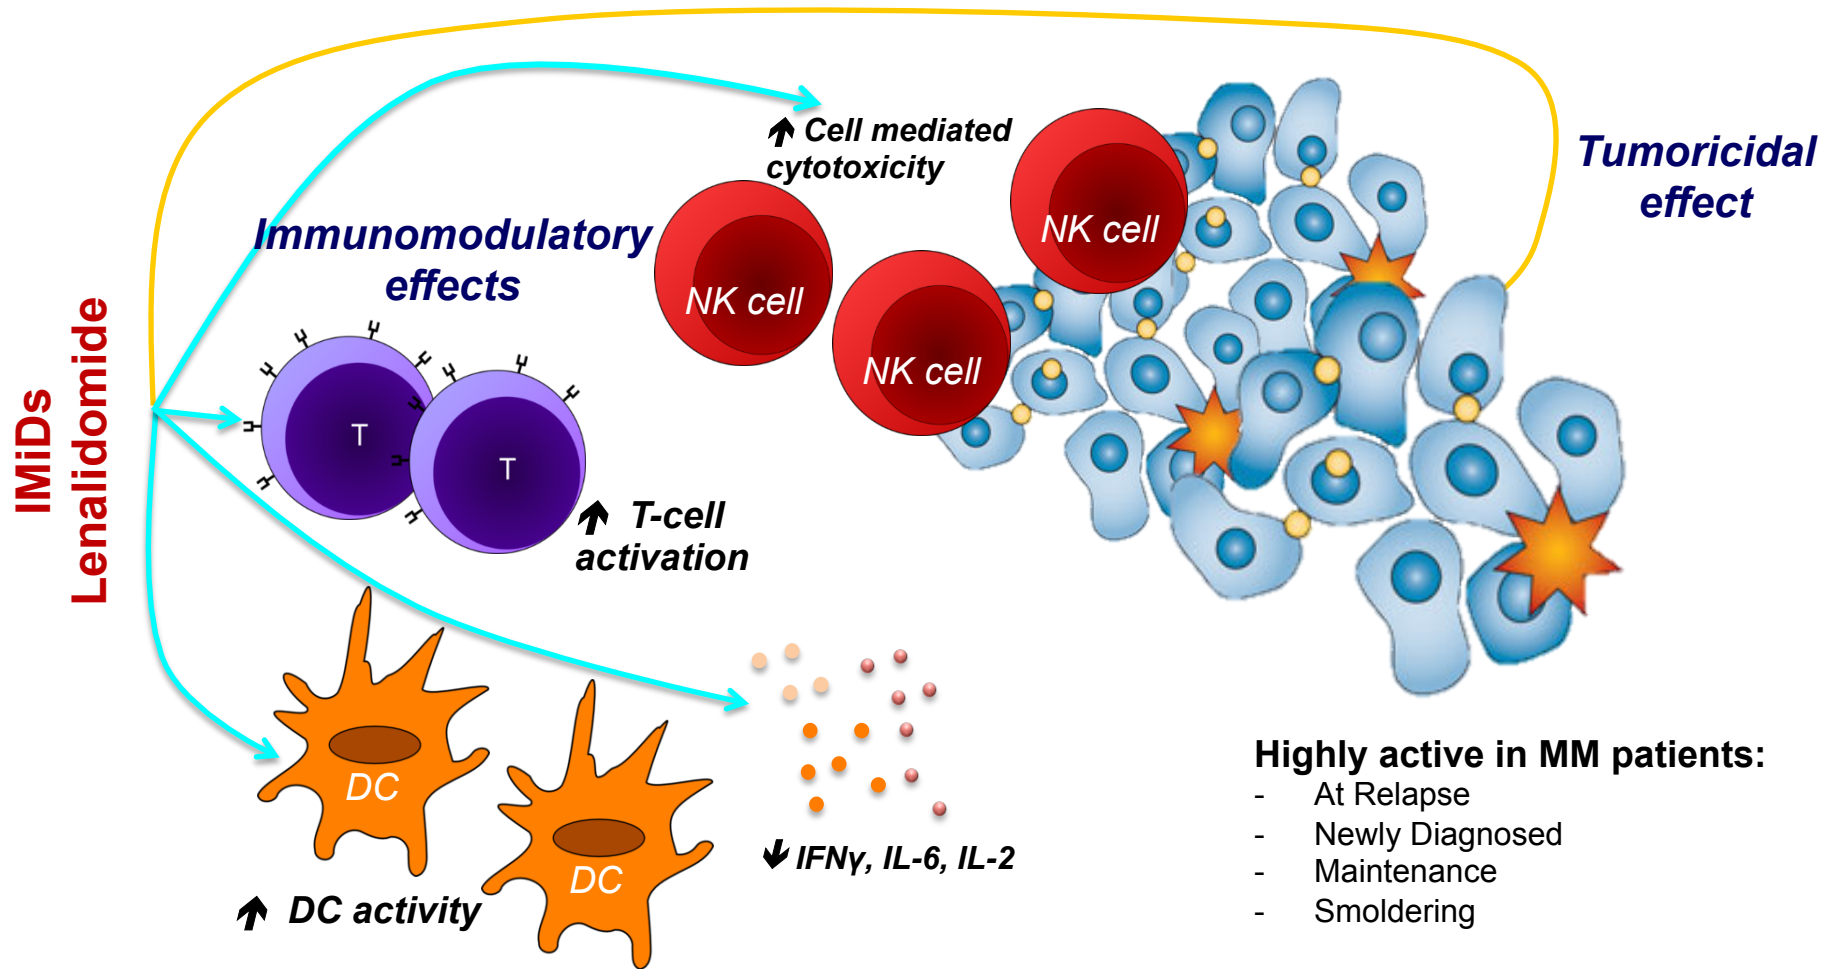 IMiDs
Lenalidomide
Immunomodulatory
effects
↑ Cell mediated
cytotoxicity
NK cell
NK cell
NK cell
Tumoricidal
effect
T
T
↑ T-cell
activation
DC
DC
↑ DC activity
↓ IFNγ, IL-6, IL-2
Highly active in MM patients:
- At Relapse
- Newly Diagnosed
- Maintenance
- Smoldering